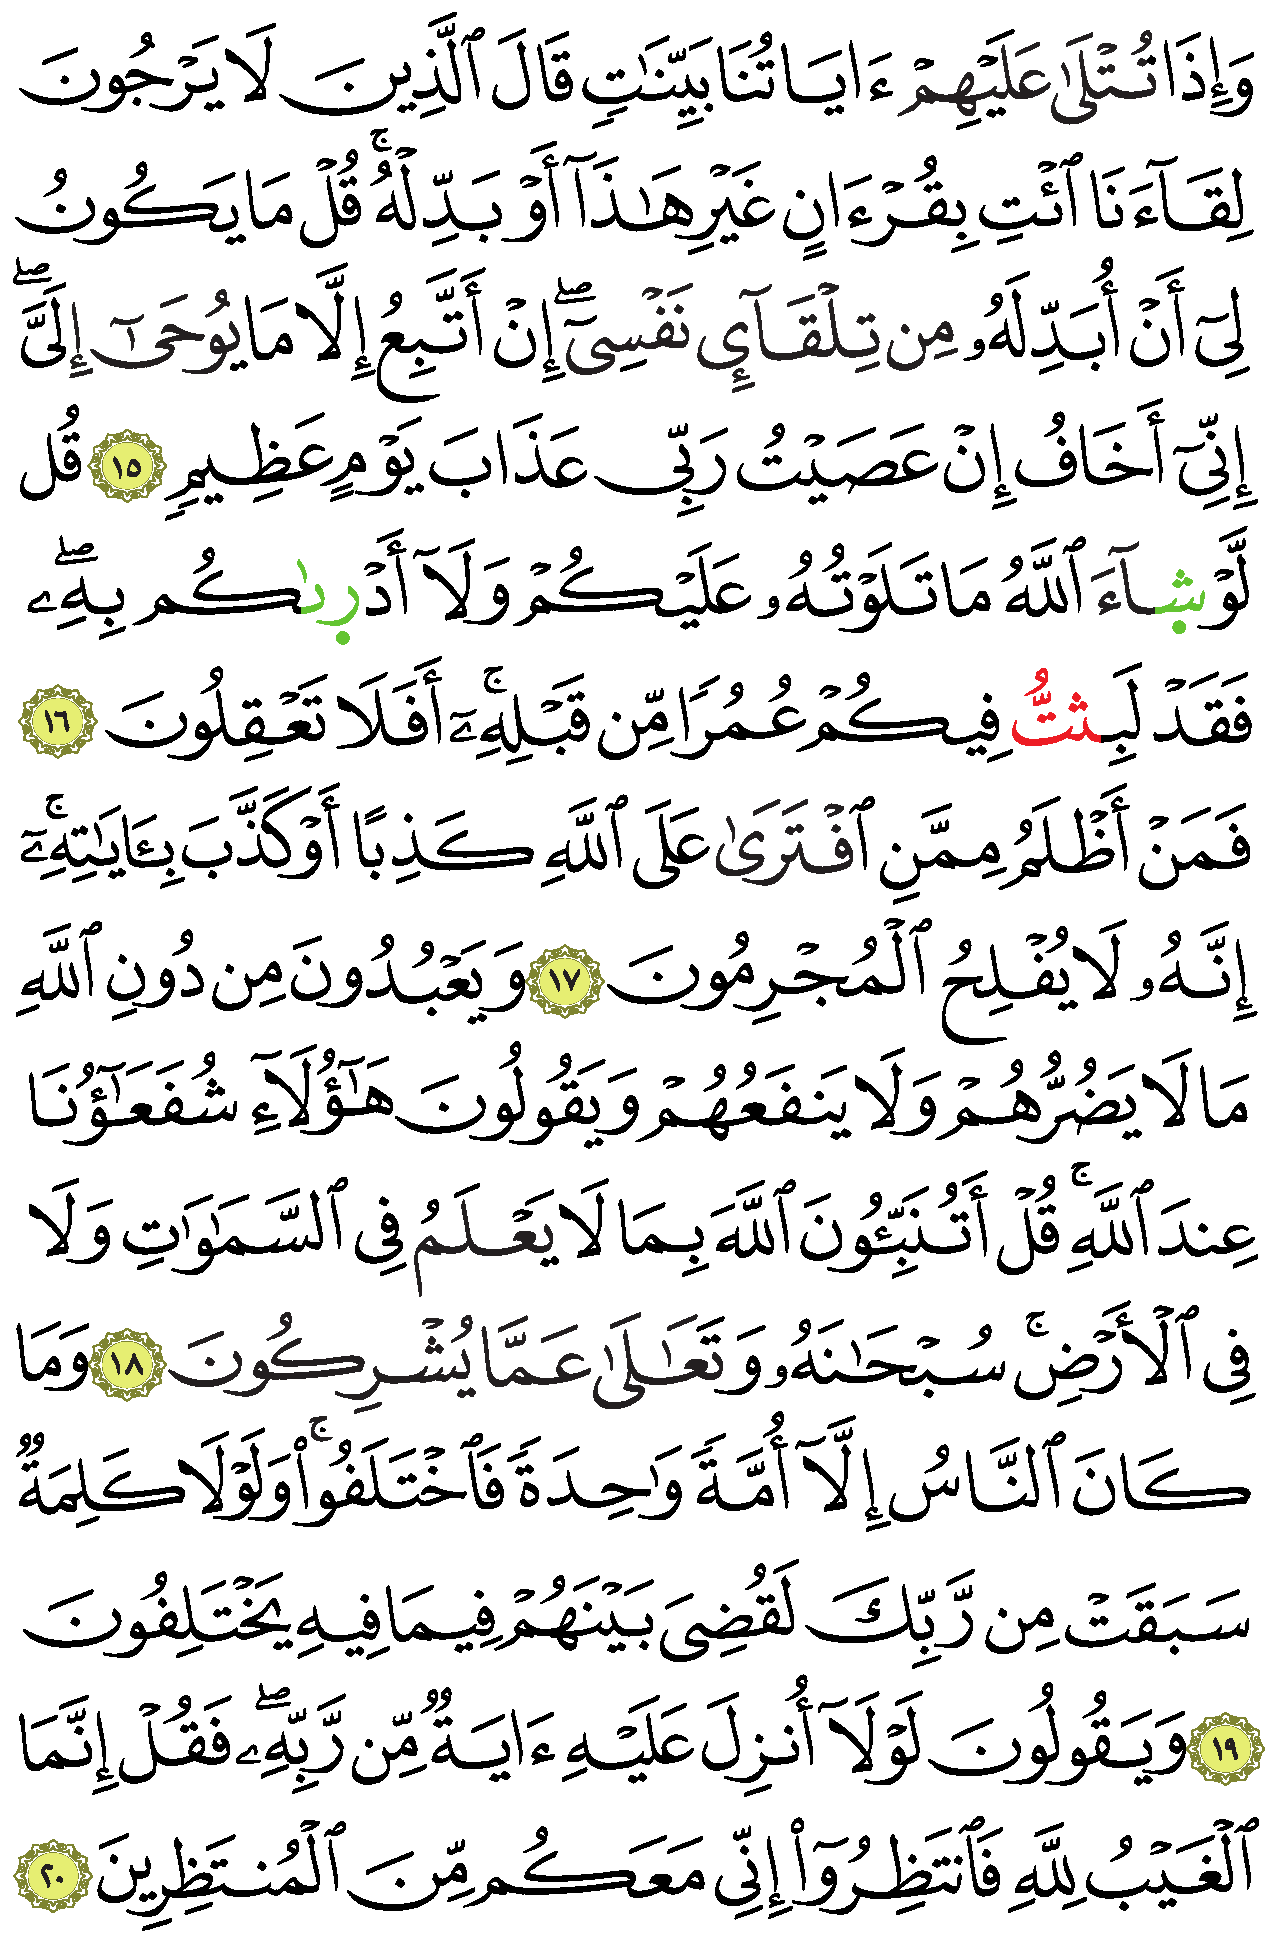 وَإِذَا تُتۡلَىٰ عَلَيۡهِمۡ ءَايَاتُنَا بَيِّنَٰتٖ قَالَ ٱلَّذِينَ لَا يَرۡجُونَ
لِقَآءَنَا ٱئۡتِ بِقُرۡءَانٍ غَيۡرِ هَٰذَآ أَوۡ بَدِّلۡهُۚ قُلۡ مَا يَكُونُ
لِيٓ أَنۡ أُبَدِّلَهُۥ مِن تِلۡقَآيِٕ نَفۡسِيٓۖ إِنۡ أَتَّبِعُ إِلَّا مَا يُوحَىٰٓ إِلَيَّۖ
إِنِّيٓ أَخَافُ إِنۡ عَصَيۡتُ رَبِّي عَذَابَ يَوۡمٍ عَظِيمٖ ١٥ قُل
لَّوۡ شَآءَ ٱللَّهُ مَا تَلَوۡتُهُۥ عَلَيۡكُمۡ وَلَآ أَدۡرِىٰكُم بِهِۦۖ
فَقَدۡ لَبِثتُّ فِيكُمۡ عُمُرٗا مِّن قَبۡلِهِۦٓۚ أَفَلَا تَعۡقِلُونَ ١٦
فَمَنۡ أَظۡلَمُ مِمَّنِ ٱفۡتَرَىٰ عَلَى ٱللَّهِ كَذِبًا أَوۡ كَذَّبَ بِـَٔايَٰتِهِۦٓۚ
إِنَّهُۥ لَا يُفۡلِحُ ٱلۡمُجۡرِمُونَ ١٧ وَيَعۡبُدُونَ مِن دُونِ ٱللَّهِ
مَا لَا يَضُرُّهُمۡ وَلَا يَنفَعُهُمۡ وَيَقُولُونَ هَٰٓؤُلَآءِ شُفَعَٰٓؤُنَا
عِندَ ٱللَّهِۚ قُلۡ أَتُنَبِّـُٔونَ ٱللَّهَ بِمَا لَا يَعۡلَمُ فِي ٱلسَّمَٰوَٰتِ وَلَا
فِي ٱلۡأَرۡضِۚ سُبۡحَٰنَهُۥ وَتَعَٰلَىٰ عَمَّا يُشۡرِكُونَ ١٨ وَمَا
كَانَ ٱلنَّاسُ إِلَّآ أُمَّةٗ وَٰحِدَةٗ فَٱخۡتَلَفُواْۚ وَلَوۡلَا كَلِمَةٞ
سَبَقَتۡ مِن رَّبِّكَ لَقُضِيَ بَيۡنَهُمۡ فِيمَا فِيهِ يَخۡتَلِفُونَ
١٩ وَيَقُولُونَ لَوۡلَآ أُنزِلَ عَلَيۡهِ ءَايَةٞ مِّن رَّبِّهِۦۖ فَقُلۡ إِنَّمَا
ٱلۡغَيۡبُ لِلَّهِ فَٱنتَظِرُوٓاْ إِنِّي مَعَكُم مِّنَ ٱلۡمُنتَظِرِينَ ٢٠